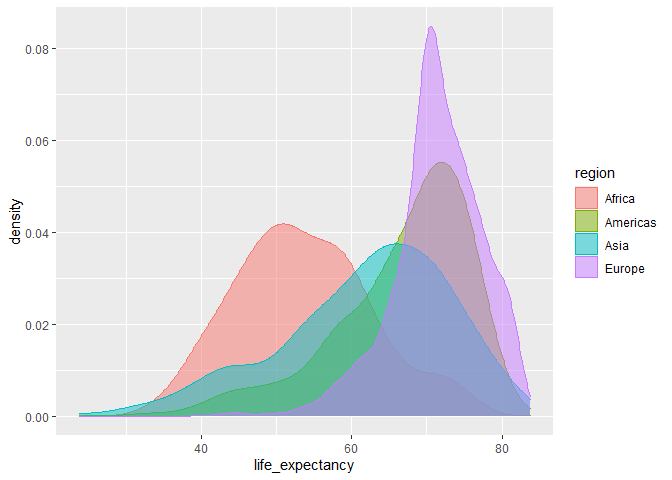 0.08
0.06
0.04
0.02
0.00
density
40
60
80
life_expectancy
region
Africa
Americas
Asia
Europe